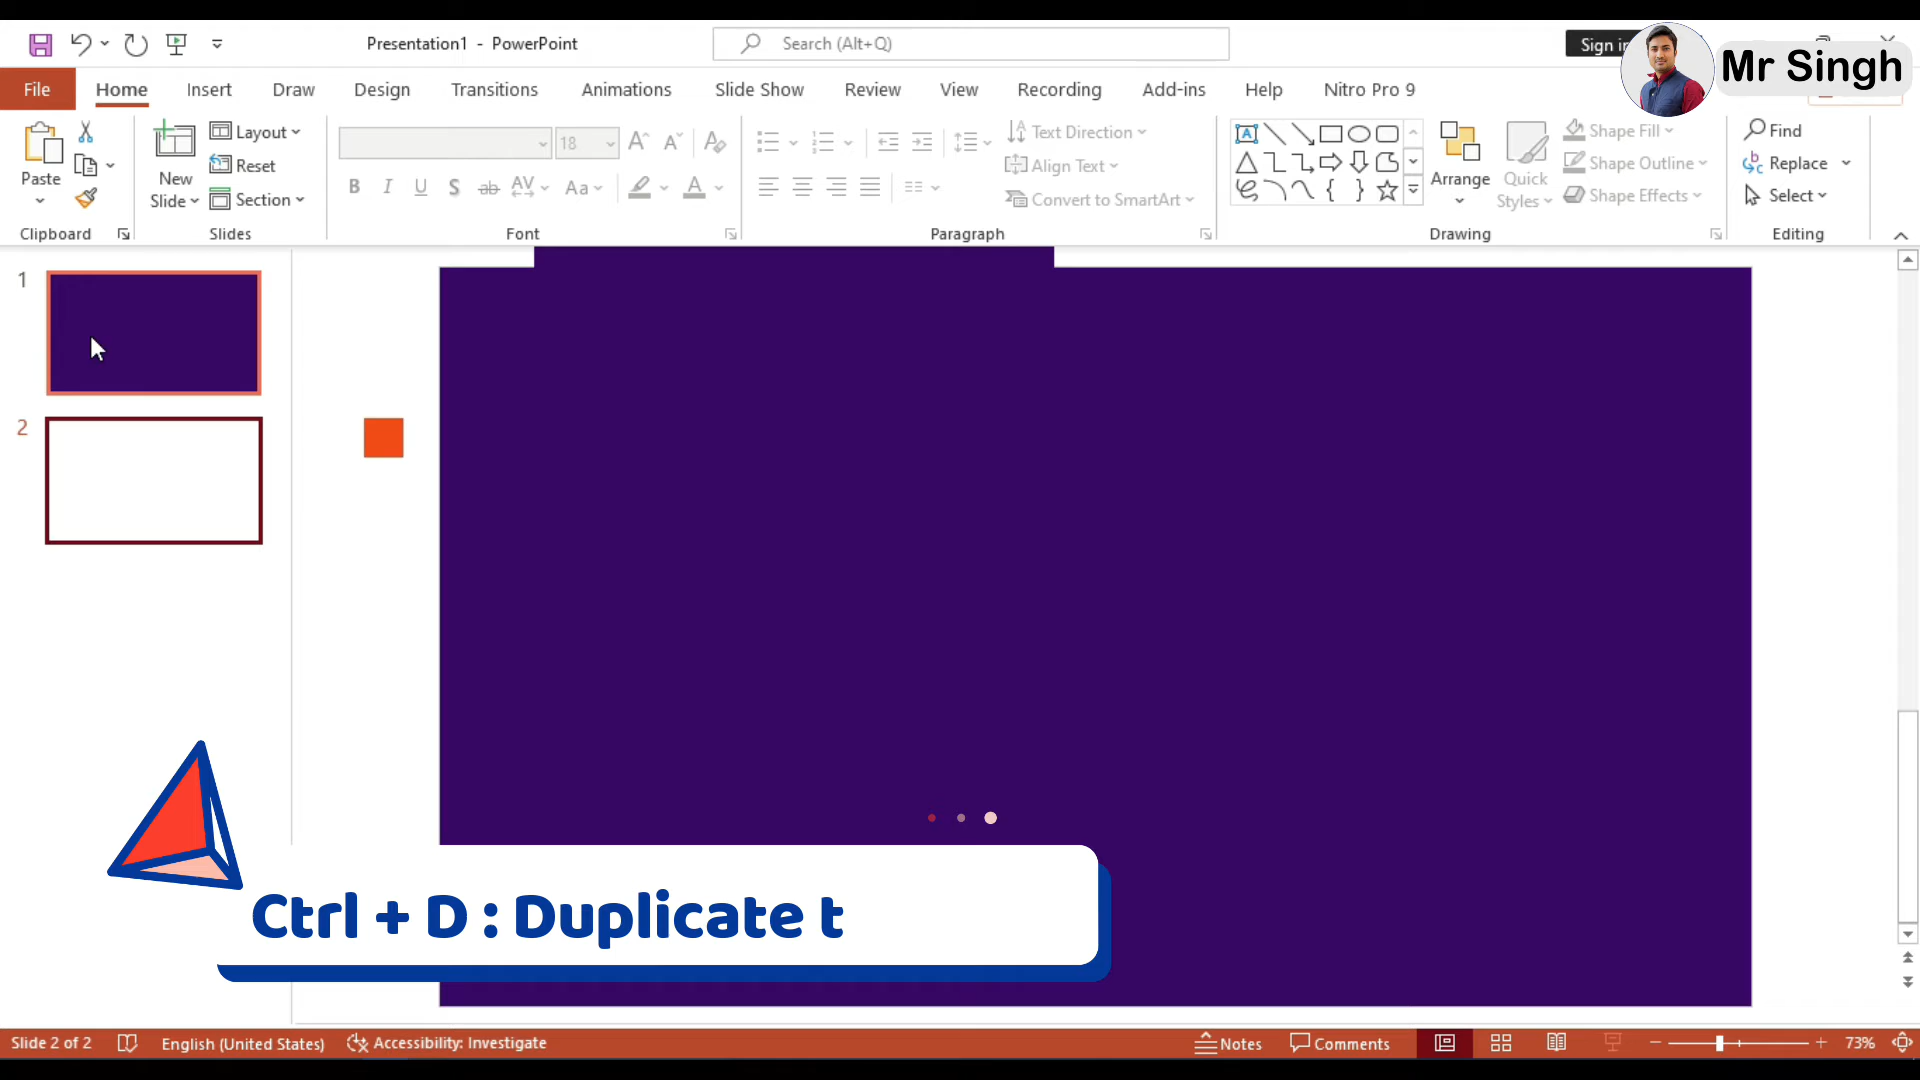 Presentation1 - PowerPoint
Search (Alt+Q)
Sign in
Mr Singh
File Home Insert Draw Design Transitions Animations Slide Show Review View Recording Add-ins Help Nitro Pro 9
Paste
Clipboard
New
Slide
Layout
Reset
Section
Slides
18
B I U S ab AV Aa A
Font
Text Direction
Align Text
Convert to SmartArt
Paragraph
Arrange
Quick
Styles
Shape Fill
Shape Outline
Shape Effects
Drawing
Find
Replace
Select
Editing
1
2
Ctrl + D : Duplicate t
Slide 2 of 2 English (United States) Accessibility: Investigate Notes Comments 73%